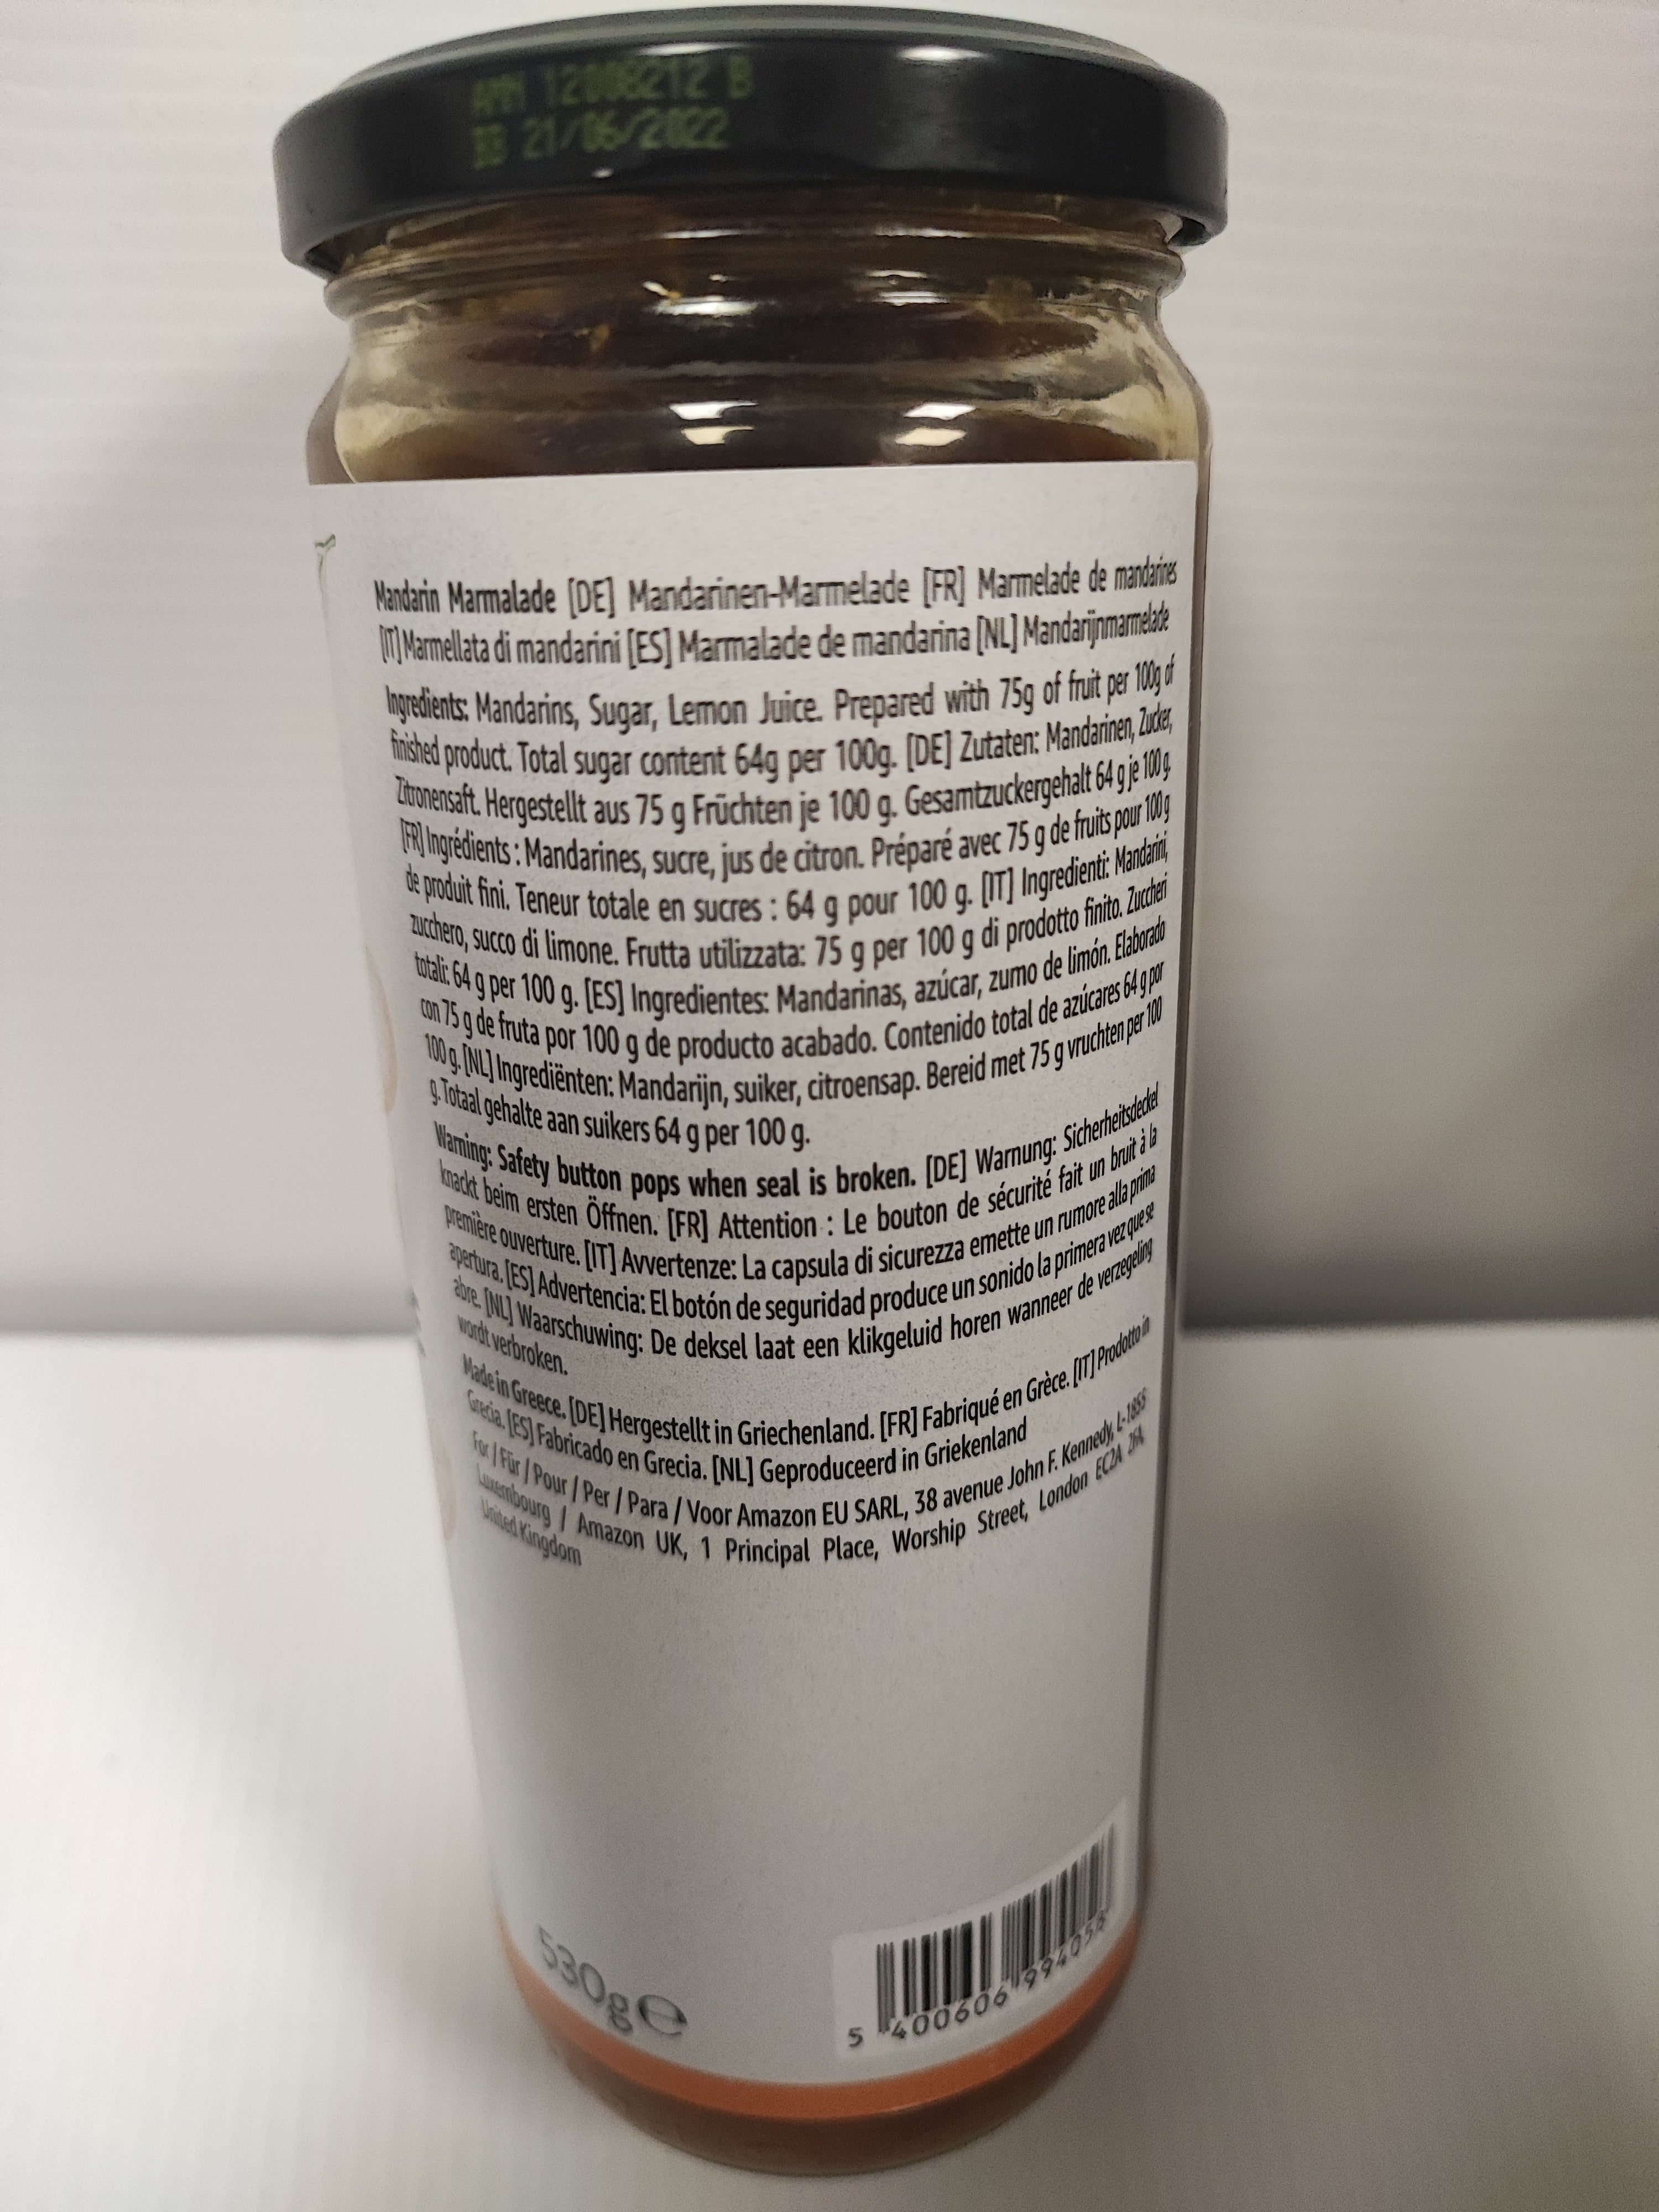 AMM 12008212 B
BB 21/06/2022
Mandarin Marmalade [DE] Mandarinen-Marmelade [FR] Marmelade de mandarines
[IT] Marmellata di mandarini [ES] Marmalade de mandarina [NL] Mandarijnmarmelade
Ingredients: Mandarins, Sugar, Lemon Juice. Prepared with 75g of fruit per 100g of
finished product. Total sugar content 64g per 100g. [DE] Zutaten: Mandarinen, Zucker,
Zitronensaft. Hergestellt aus 75 g Früchten je 100 g. Gesamtzuckergehalt 64 g je 100 g.
[FR] Ingrédients : Mandarines, sucre, jus de citron. Préparé avec 75 g de fruits pour 100 g
de produit fini. Teneur totale en sucres : 64 g pour 100 g. [IT] Ingredienti: Mandarini,
zucchero, succo di limone. Frutta utilizzata: 75 g per 100 g di prodotto finito. Zuccheri
totali: 64 g per 100 g. [ES] Ingredientes: Mandarinas, azúcar, zumo de limón. Elaborado
con 75 g de fruta por 100 g de producto acabado. Contenido total de azúcares 64 g por
100 g. [NL] Ingrediënten: Mandarijn, suiker, citroensap. Bereid met 75 g vruchten per 100
g. Totaal gehalte aan suikers 64 g per 100 g.
Warning: Safety button pops when seal is broken. [DE] Warnung: Sicherheitsdeckel
knackt beim ersten Öffnen. [FR] Attention : Le bouton de sécurité fait un bruit à la
première ouverture. [IT] Avvertenze: La capsula di sicurezza emette un rumore alla prima
apertura. [ES] Advertencia: El botón de seguridad produce un sonido la primera vez que se
abre. [NL] Waarschuwing: De deksel laat een klikgeluid horen wanneer de verzegeling
wordt verbroken.
Made in Greece. [DE] Hergestellt in Griechenland. [FR] Fabriqué en Grèce. [IT] Prodotto in
Grecia. [ES] Fabricado en Grecia. [NL] Geproduceerd in Griekenland
For / Für / Pour / Per / Para / Voor Amazon EU SARL, 38 avenue John F. Kennedy, L-1855
Luxembourg / Amazon UK, 1 Principal Place, Worship Street, London EC2A 2FA,
United Kingdom
530g℮
5 400606 994058